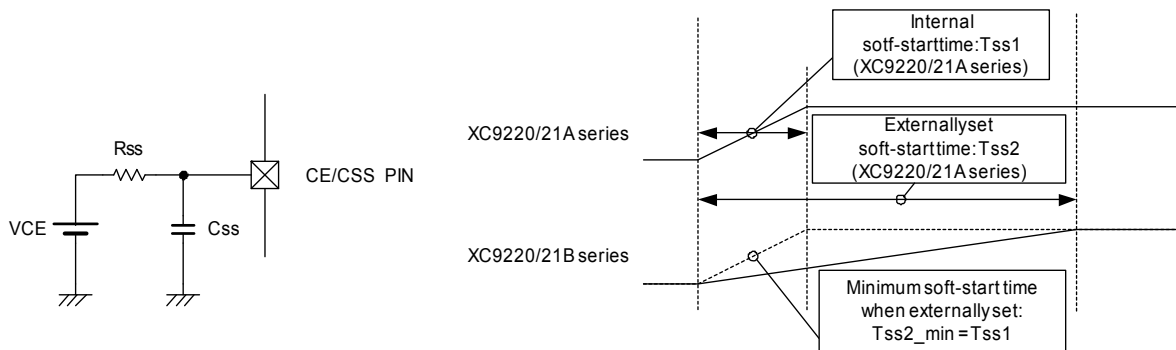 Rss
CE/CSS PIN
VCE
Css
Internal
sotf-starttime:Tss1
(XC9220/21A series)
XC9220/21A series
Externallyset
soft-starttime:Tss2
(XC9220/21A series)
XC9220/21B series
Minimum soft-start time
when externallyset:
Tss2_min =Tss1